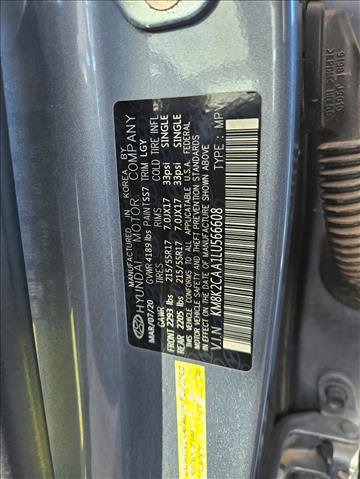 MANUFACTURED IN KOREA BY
HYUNDAI MOTOR COMPANY
MAR/07/20 GVWR 4189 lbs PAINT SS7 TRIM LGY
GAWR TIRES RIMS COLD TIRE INFL
FRONT 2293 lbs 215/55R17 7.0JX17 33psi SINGLE
REAR 2205 lbs 215/55R17 7.0JX17 33psi SINGLE
THIS VEHICLE CONFORMS TO ALL APPLICABLE U.S.A. FEDERAL
MOTOR VEHICLE SAFETY AND THEFT PREVENTION STANDARDS
IN EFFECT ON THE DATE OF MANUFACTURE SHOWN ABOVE.
V.I.N KM8K2CAA1LU566608 TYPE : MP